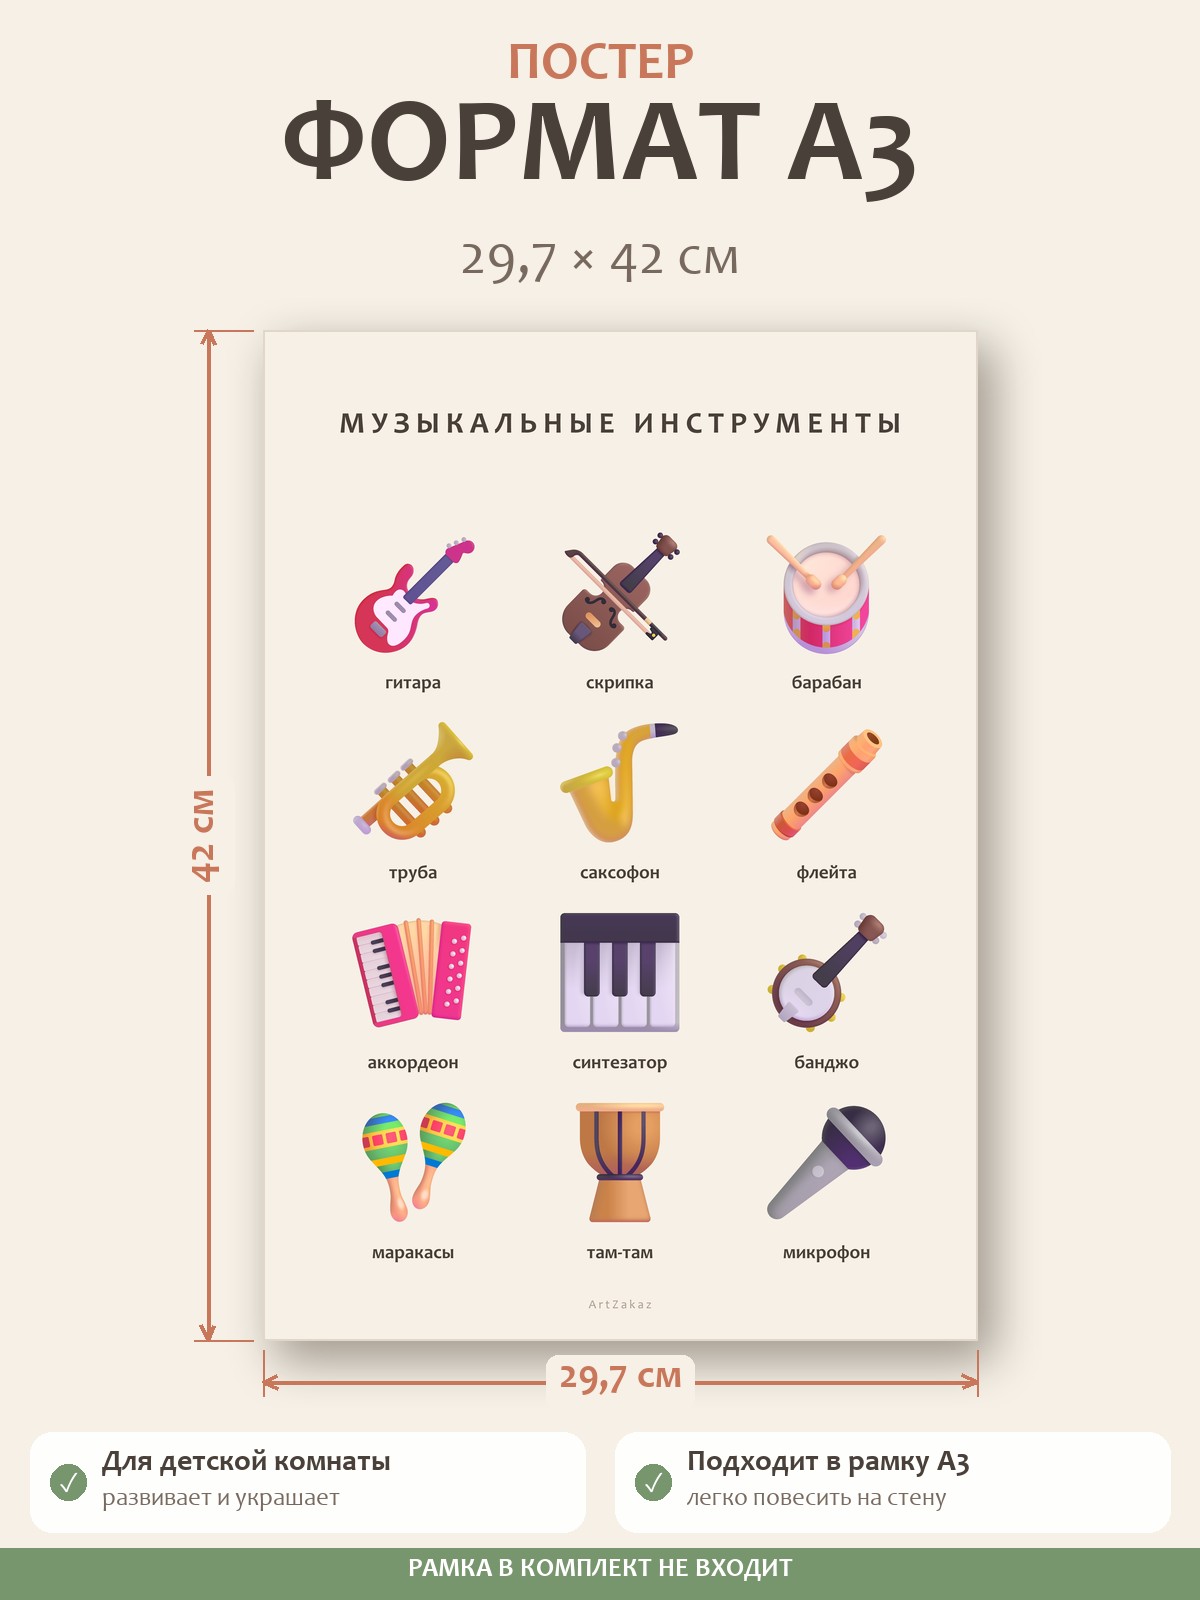 ПОСТЕР
ФОРМАТ А3
29,7 × 42 см
МУЗЫКАЛЬНЫЕ ИНСТРУМЕНТЫ
гитара скрипка барабан
труба саксофон флейта
42 см
аккордеон синтезатор банджо
маракасы там-там микрофон
ArtZakaz
29,7 см
Для детской комнаты
развивает и украшает
Подходит в рамку А3
легко повесить на стену
РАМКА В КОМПЛЕКТ НЕ ВХОДИТ